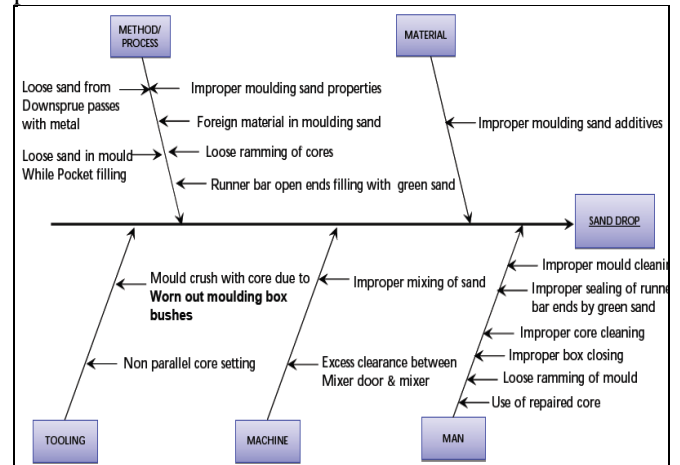 METHOD/
PROCESS
MATERIAL
Loose sand from
Downsprue passes
with metal
Improper moulding sand properties
Foreign material in moulding sand
Loose sand in mould
While Pocket filling
Loose ramming of cores
Runner bar open ends filling with green sand
Improper moulding sand additives
SAND DROP
Mould crush with core due to
Worn out moulding box
bushes
Non parallel core setting
Improper mixing of sand
Excess clearance between
Mixer door & mixer
Improper mould cleanin
Improper sealing of runne
bar ends by green sand
Improper core cleaning
Improper box closing
Loose ramming of mould
Use of repaired core
TOOLING
MACHINE
MAN